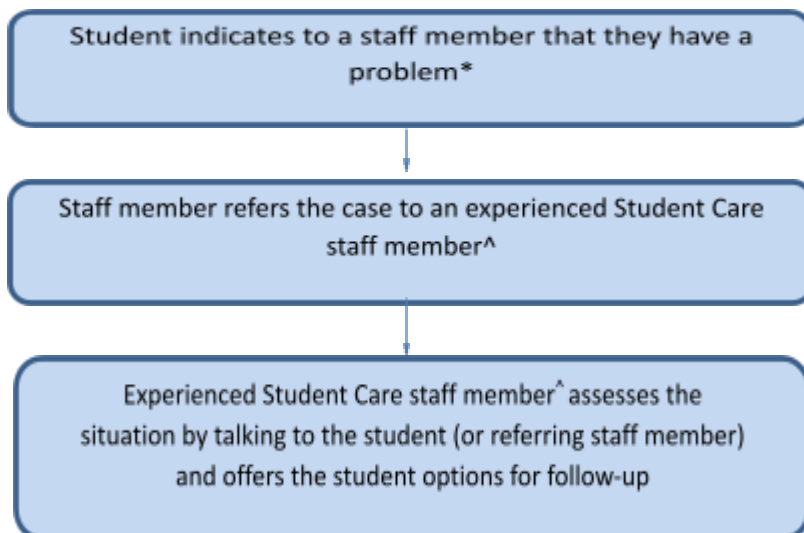 Student indicates to a staff member that they have a
problem*
Staff member refers the case to an experienced Student Care
staff member^
Experienced Student Care staff member^ assesses the
situation by talking to the student (or referring staff member)
and offers the student options for follow-up